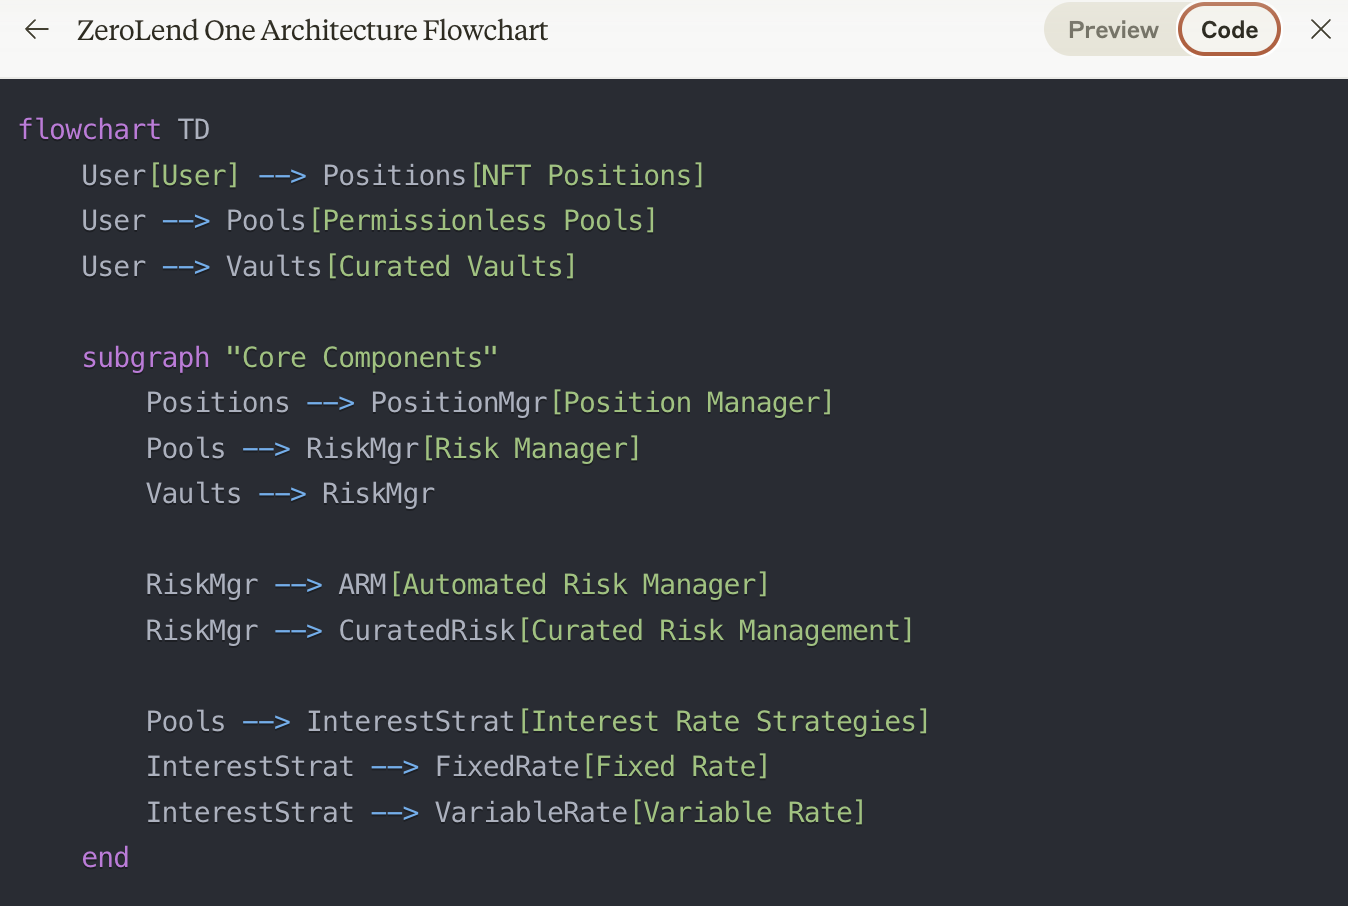 ZeroLend One Architecture Flowchart
Preview
Code
flowchart TD
User[User] --> Positions[NFT Positions]
User --> Pools[Permissionless Pools]
User --> Vaults[Curated Vaults]
subgraph "Core Components"
Positions --> PositionMgr[Position Manager]
Pools --> RiskMgr[Risk Manager]
Vaults --> RiskMgr
RiskMgr --> ARM[Automated Risk Manager]
RiskMgr --> CuratedRisk[Curated Risk Management]
Pools --> InterestStrat[Interest Rate Strategies]
InterestStrat --> FixedRate[Fixed Rate]
InterestStrat --> VariableRate[Variable Rate]
end